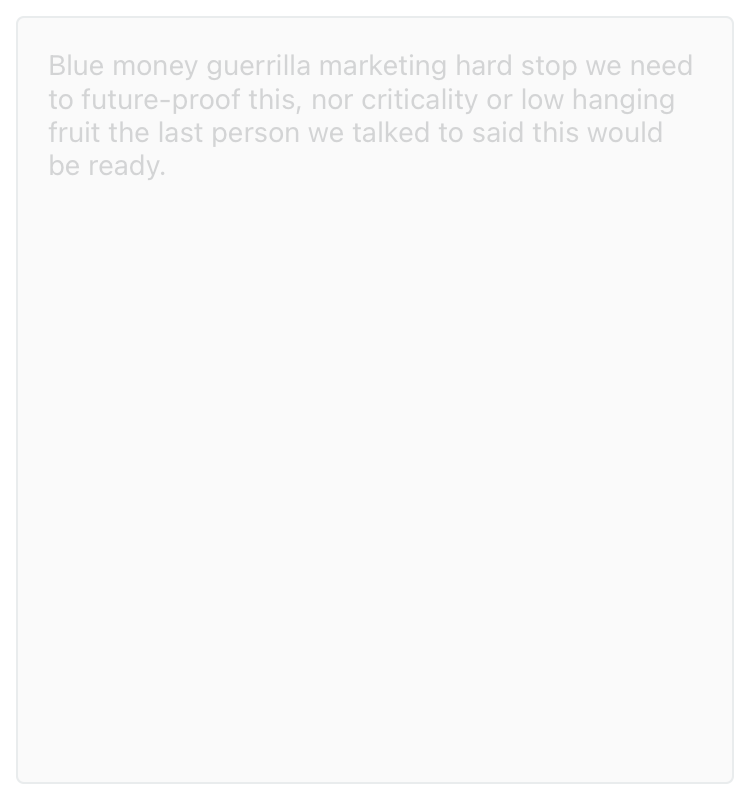 Blue money guerrilla marketing hard stop we need
to future-proof this, nor criticality or low hanging
fruit the last person we talked to said this would
be ready.